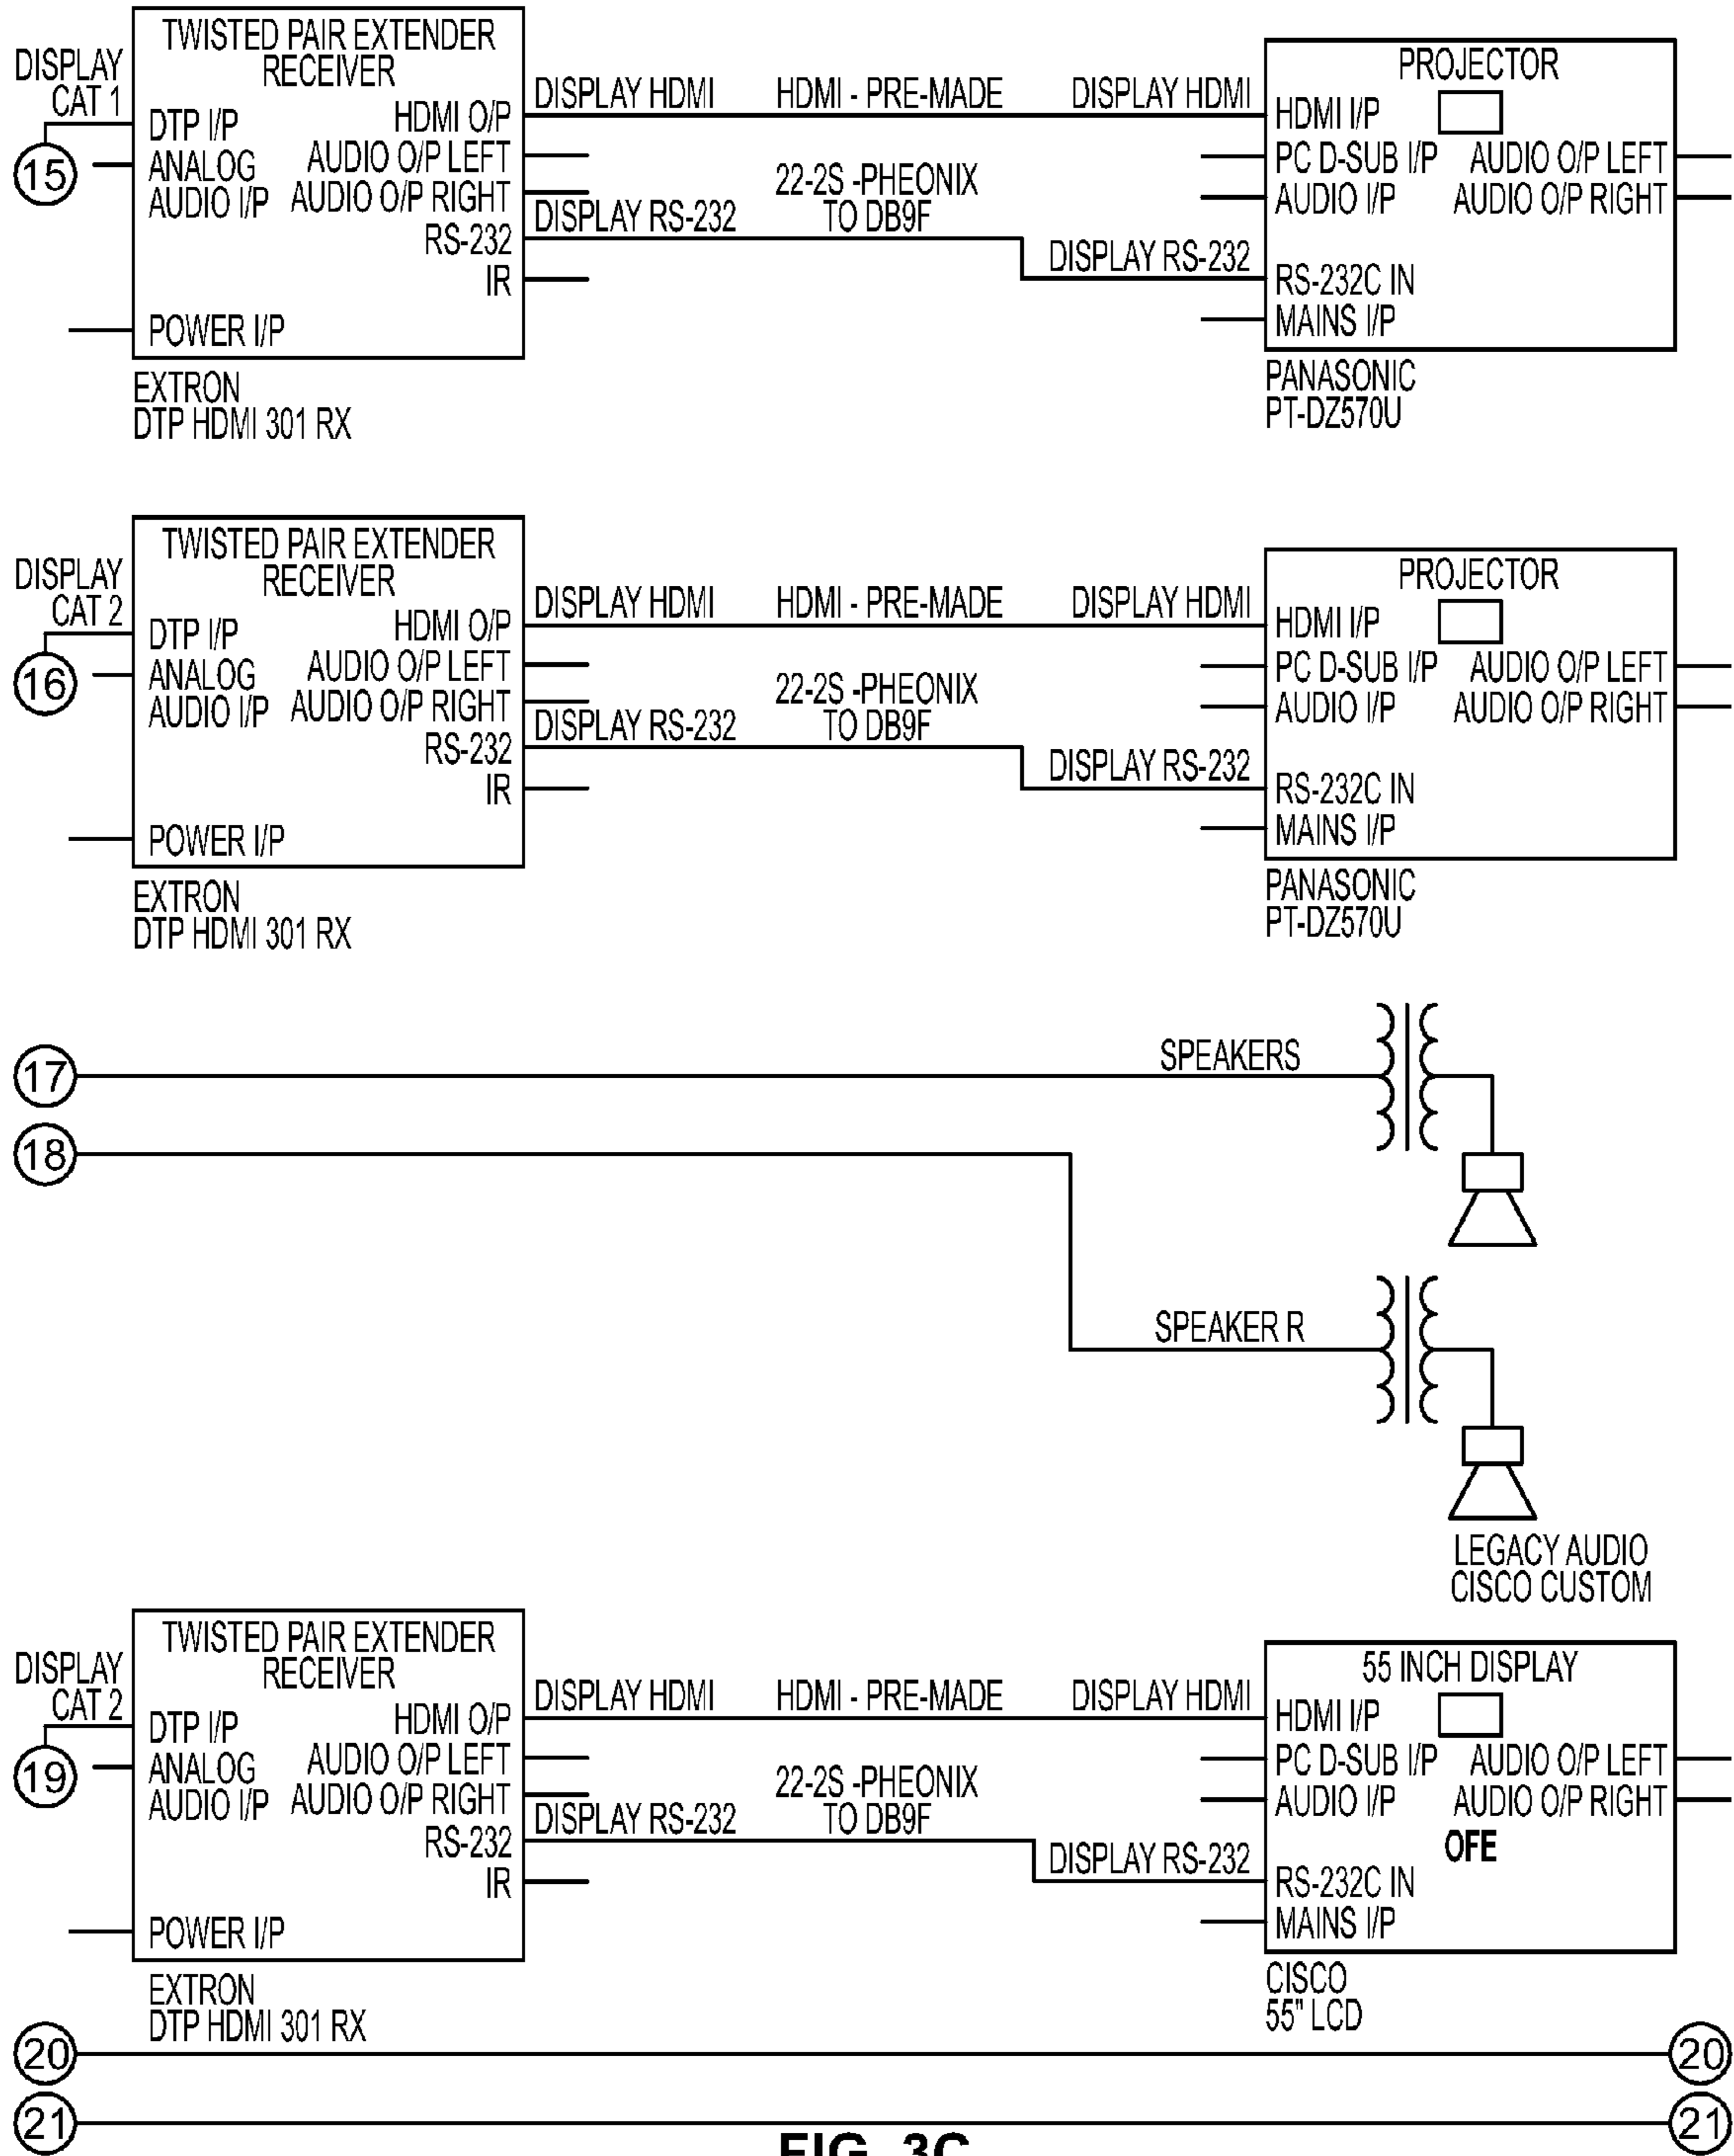 TWISTED PAIR EXTENDER
RECEIVER
DISPLAY
CAT 1
15
DTP I/P
ANALOG
AUDIO I/P
HDMI O/P
AUDIO O/P LEFT
AUDIO O/P RIGHT
RS-232
IR
POWER I/P
EXTRON
DTP HDMI 301 RX
DISPLAY HDMI
HDMI - PRE-MADE
DISPLAY HDMI
DISPLAY RS-232
22-2S -PHEONIX
TO DB9F
DISPLAY RS-232
PROJECTOR
HDMI I/P
PC D-SUB I/P
AUDIO I/P
AUDIO O/P LEFT
AUDIO O/P RIGHT
RS-232C IN
MAINS I/P
PANASONIC
PT-DZ570U
TWISTED PAIR EXTENDER
RECEIVER
DISPLAY
CAT 2
16
DTP I/P
ANALOG
AUDIO I/P
HDMI O/P
AUDIO O/P LEFT
AUDIO O/P RIGHT
RS-232
IR
POWER I/P
EXTRON
DTP HDMI 301 RX
DISPLAY HDMI
HDMI - PRE-MADE
DISPLAY HDMI
DISPLAY RS-232
22-2S -PHEONIX
TO DB9F
DISPLAY RS-232
PROJECTOR
HDMI I/P
PC D-SUB I/P
AUDIO I/P
AUDIO O/P LEFT
AUDIO O/P RIGHT
RS-232C IN
MAINS I/P
PANASONIC
PT-DZ570U
17
SPEAKERS
18
SPEAKER R
LEGACY AUDIO
CISCO CUSTOM
TWISTED PAIR EXTENDER
RECEIVER
DISPLAY
CAT 2
19
DTP I/P
ANALOG
AUDIO I/P
HDMI O/P
AUDIO O/P LEFT
AUDIO O/P RIGHT
RS-232
IR
POWER I/P
EXTRON
DTP HDMI 301 RX
DISPLAY HDMI
HDMI - PRE-MADE
DISPLAY HDMI
DISPLAY RS-232
22-2S -PHEONIX
TO DB9F
DISPLAY RS-232
55 INCH DISPLAY
HDMI I/P
PC D-SUB I/P
AUDIO I/P
AUDIO O/P LEFT
AUDIO O/P RIGHT
OFE
RS-232C IN
MAINS I/P
CISCO
55" LCD
20
20
21
21
FIG. 3C